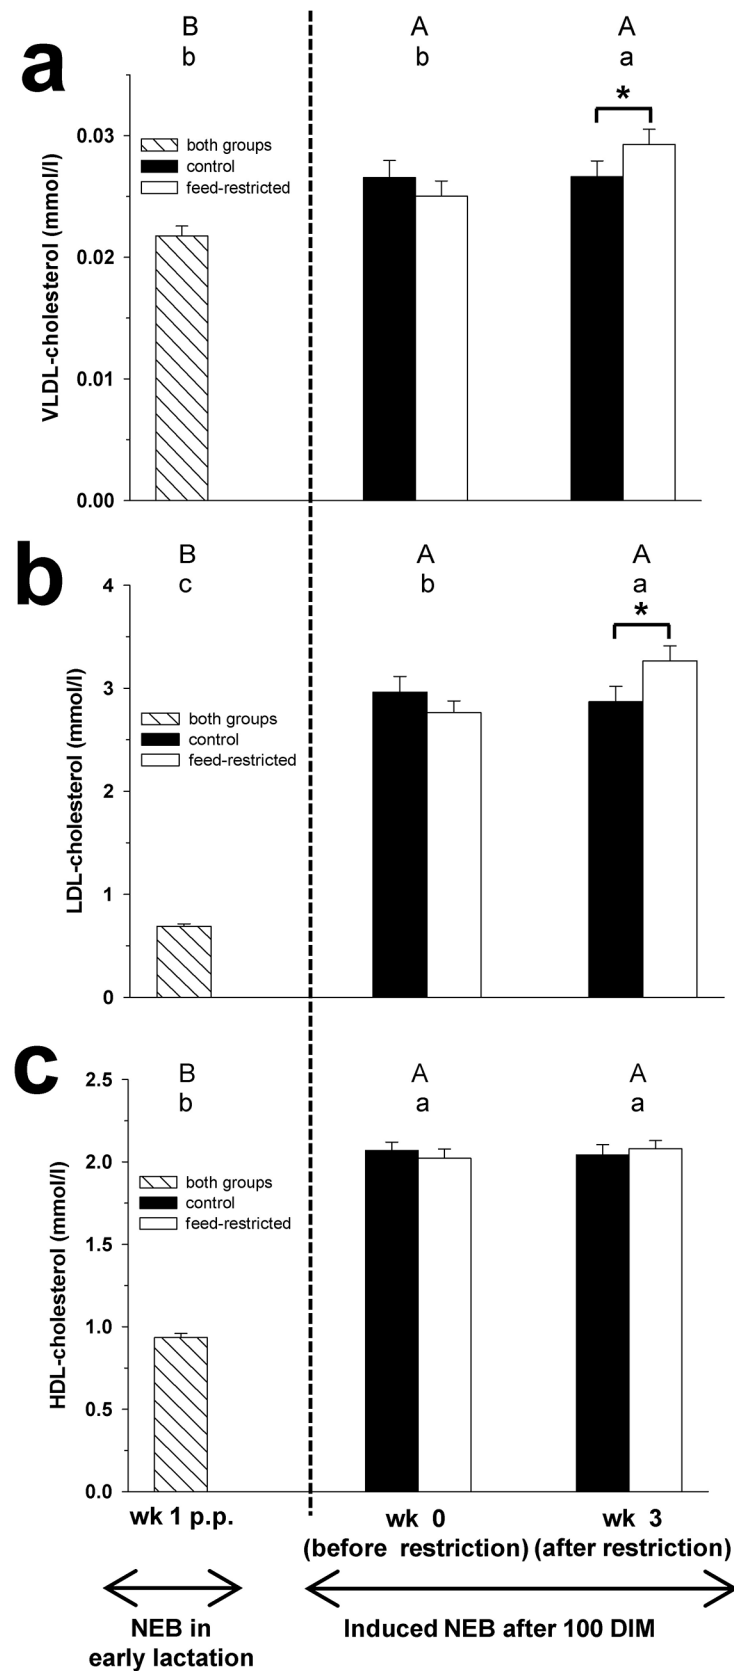 a
B A A
b b a
*
VLDL-cholesterol (mmol/l)
0.03
0.02
0.01
0.00
both groups
control
feed-restricted
b
B A A
c b a
*
LDL-cholesterol (mmol/l)
4
3
2
1
0
both groups
control
feed-restricted
c
B A A
b a a
HDL-cholesterol (mmol/l)
2.5
2.0
1.5
1.0
0.5
0.0
both groups
control
feed-restricted
wk 1 p.p. wk 0 wk 3
(before restriction) (after restriction)
NEB in
early lactation
Induced NEB after 100 DIM